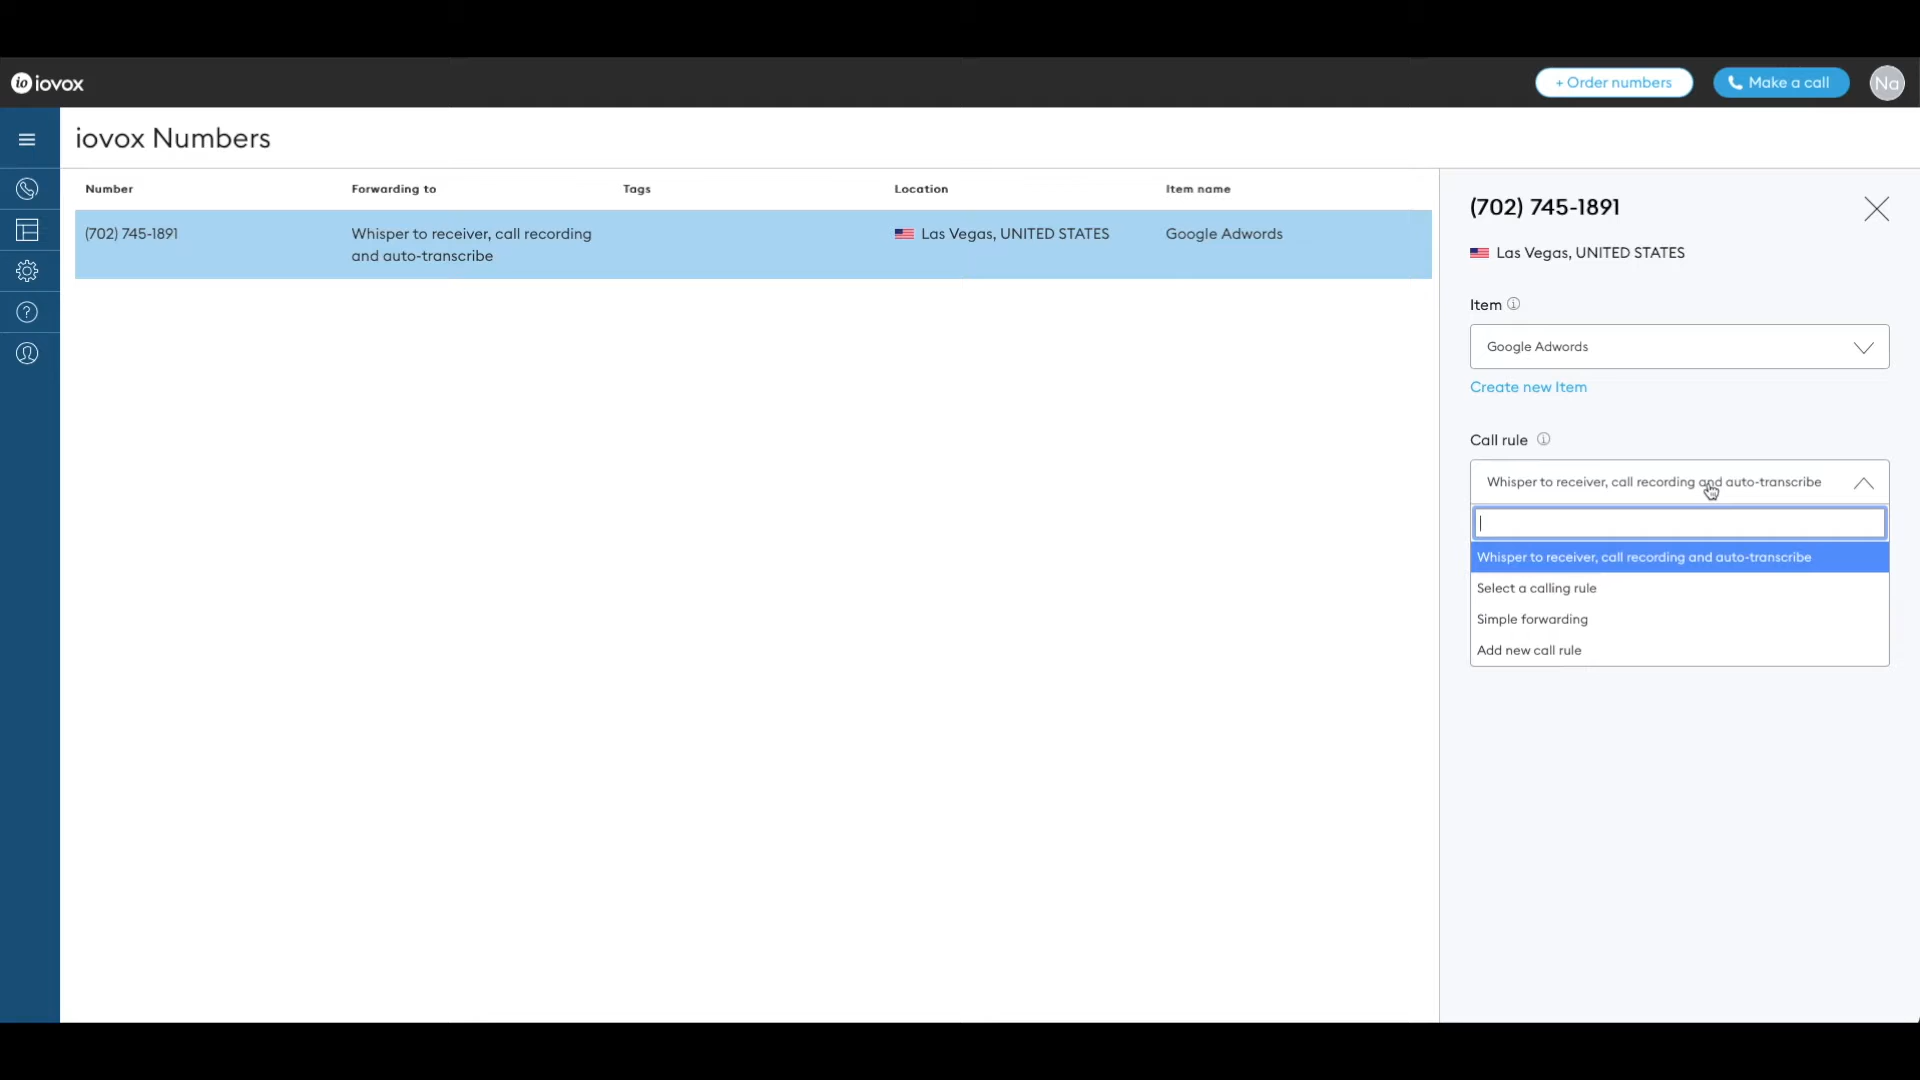 io iovox
+ Order numbers
Make a call
Na
iovox Numbers
Number
Forwarding to
Tags
Location
Item name
(702) 745-1891
Whisper to receiver, call recording
and auto-transcribe
Las Vegas, UNITED STATES
Google Adwords
(702) 745-1891
Las Vegas, UNITED STATES
Item
Google Adwords
Create new Item
Call rule
Whisper to receiver, call recording and auto-transcribe
Whisper to receiver, call recording and auto-transcribe
Select a calling rule
Simple forwarding
Add new call rule